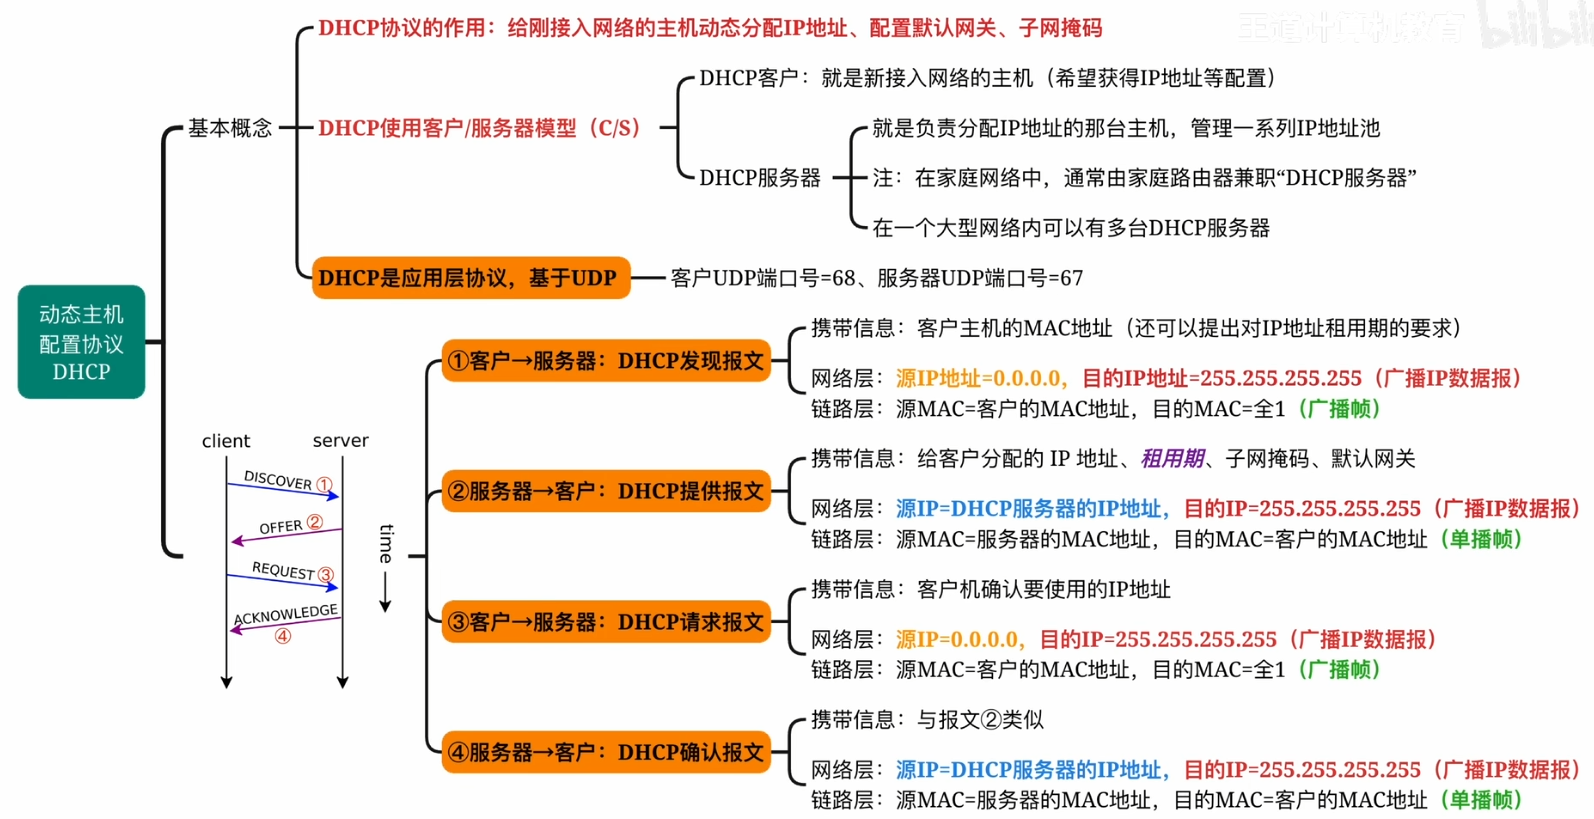 王道计算机教育
bilibili
DHCP协议的作用：给刚接入网络的主机动态分配IP地址、配置默认网关、子网掩码
DHCP客户：就是新接入网络的主机（希望获得IP地址等配置）
基本概念
DHCP使用客户/服务器模型（C/S）
就是负责分配IP地址的那台主机，管理一系列IP地址池
DHCP服务器
注：在家庭网络中，通常由家庭路由器兼职“DHCP服务器”
在一个大型网络内可以有多台DHCP服务器
DHCP是应用层协议，基于UDP
客户UDP端口号=68、服务器UDP端口号=67
动态主机
配置协议
DHCP
①客户→服务器：DHCP发现报文
携带信息：客户主机的MAC地址（还可以提出对IP地址租用期的要求）
网络层：源IP地址=0.0.0.0，目的IP地址=255.255.255.255（广播IP数据报）
链路层：源MAC=客户的MAC地址，目的MAC=全1（广播帧）
client
server
DISCOVER ①
OFFER ②
REQUEST ③
ACKNOWLEDGE
④
time
②服务器→客户：DHCP提供报文
携带信息：给客户分配的 IP 地址、租用期、子网掩码、默认网关
网络层：源IP=DHCP服务器的IP地址，目的IP=255.255.255.255（广播IP数据报）
链路层：源MAC=服务器的MAC地址，目的MAC=客户的MAC地址（单播帧）
③客户→服务器：DHCP请求报文
携带信息：客户机确认要使用的IP地址
网络层：源IP=0.0.0.0，目的IP=255.255.255.255（广播IP数据报）
链路层：源MAC=客户的MAC地址，目的MAC=全1（广播帧）
④服务器→客户：DHCP确认报文
携带信息：与报文②类似
网络层：源IP=DHCP服务器的IP地址，目的IP=255.255.255.255（广播IP数据报）
链路层：源MAC=服务器的MAC地址，目的MAC=客户的MAC地址（单播帧）